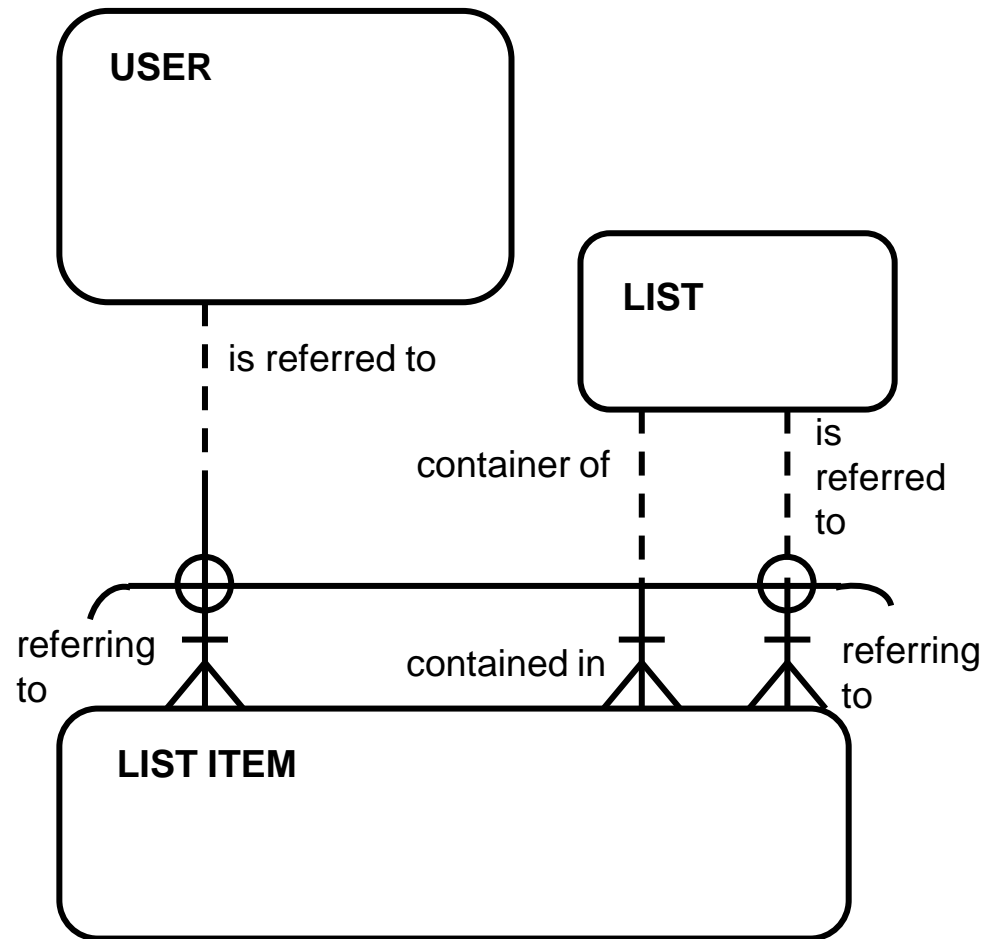 USER
LIST
is referred to
is
referred
to
container of
referring
to
contained in
referring
to
LIST ITEM